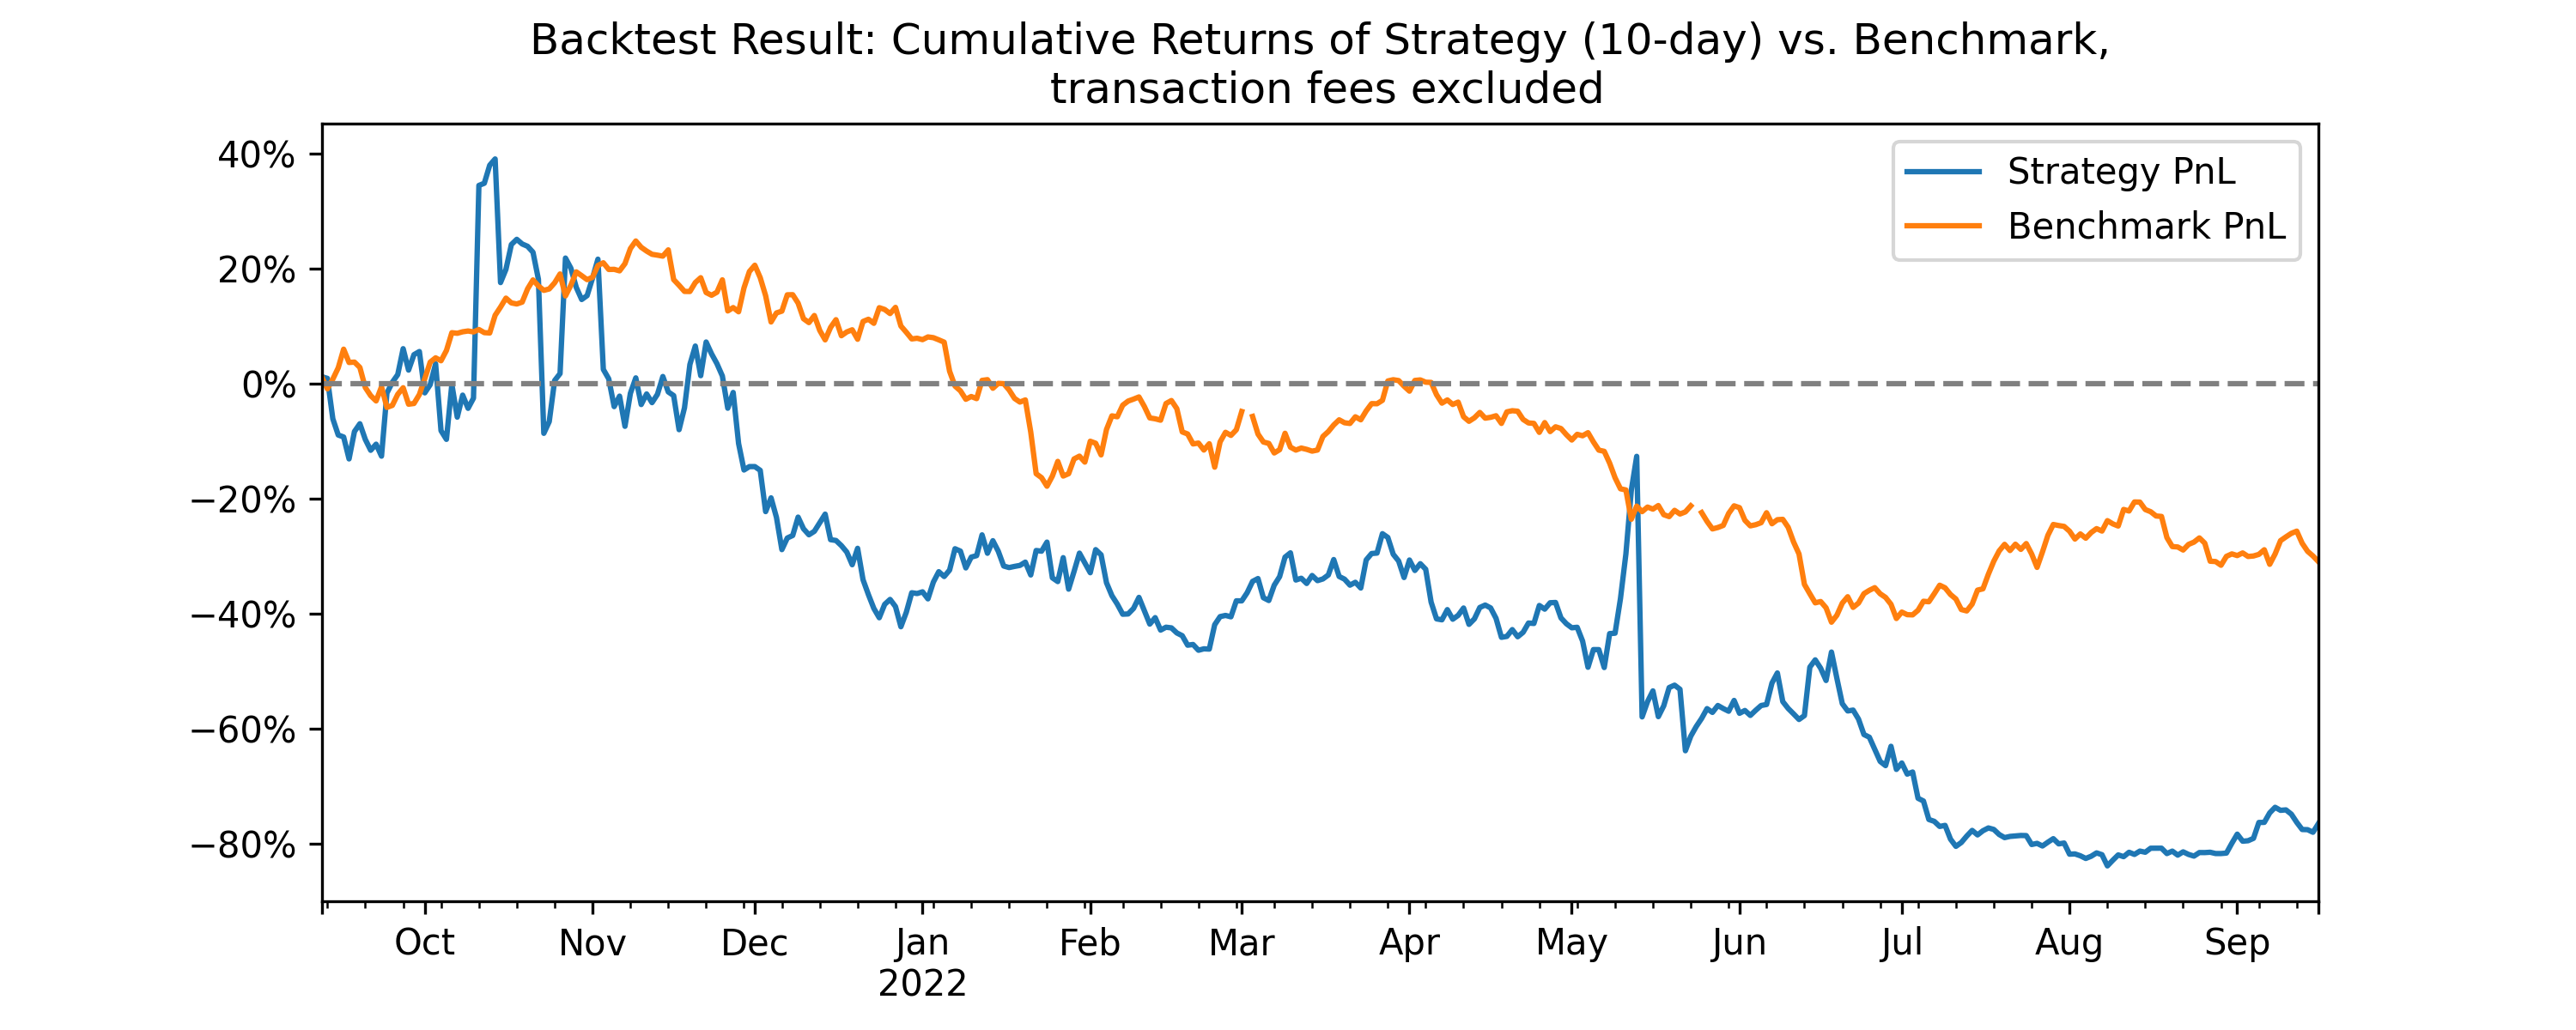 Backtest Result: Cumulative Returns of Strategy (10-day) vs. Benchmark,
transaction fees excluded
40%
20%
0%
−20%
−40%
−60%
−80%
Strategy PnL
Benchmark PnL
Oct Nov Dec Jan Feb Mar Apr May Jun Jul Aug Sep
2022